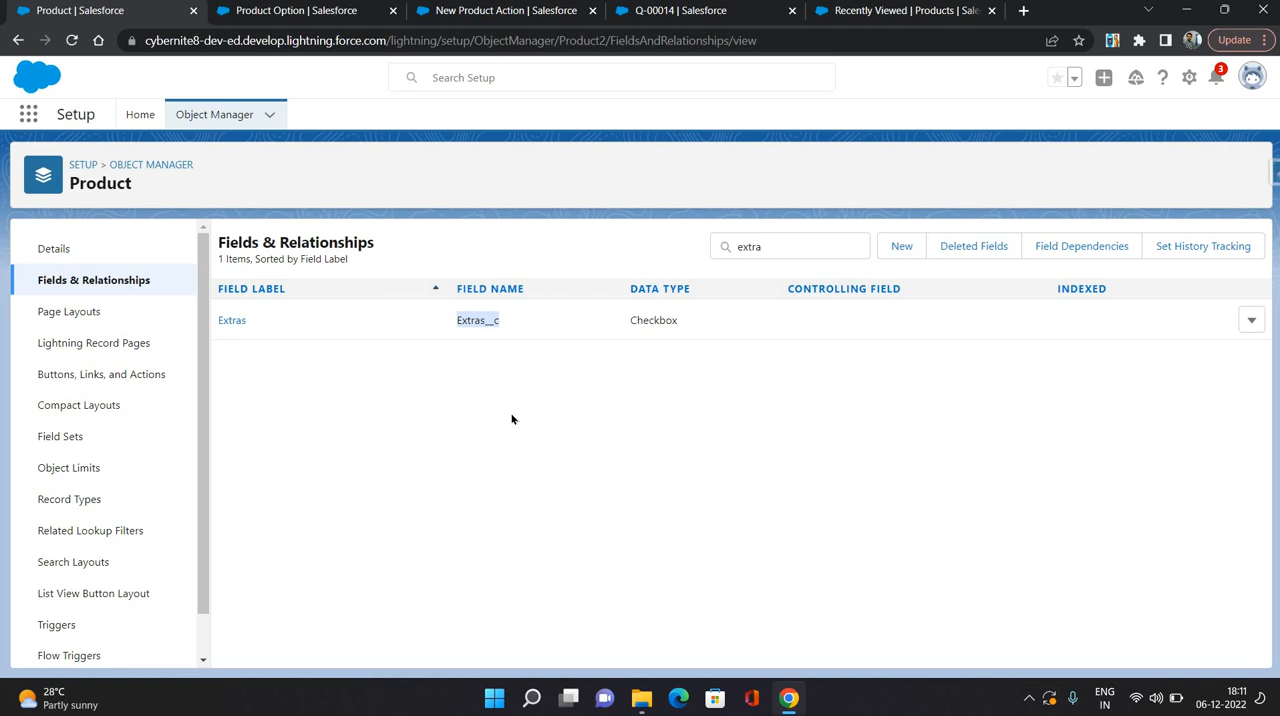 Product | Salesforce
Product Option | Salesforce
New Product Action | Salesforce
Q-00014 | Salesforce
Recently Viewed | Products | Sale
cybernite8-dev-ed.develop.lightning.force.com/lightning/setup/ObjectManager/Product2/FieldsAndRelationships/view
Update
Search Setup
3
Setup
Home
Object Manager
SETUP > OBJECT MANAGER
Product
Details
Fields & Relationships
Page Layouts
Lightning Record Pages
Buttons, Links, and Actions
Compact Layouts
Field Sets
Object Limits
Record Types
Related Lookup Filters
Search Layouts
List View Button Layout
Triggers
Flow Triggers
Fields & Relationships
1 Items, Sorted by Field Label
extra
New
Deleted Fields
Field Dependencies
Set History Tracking
FIELD LABEL FIELD NAME DATA TYPE CONTROLLING FIELD INDEXED
Extras Extras__c Checkbox
28°C
Partly sunny
ENG
IN
18:11
06-12-2022